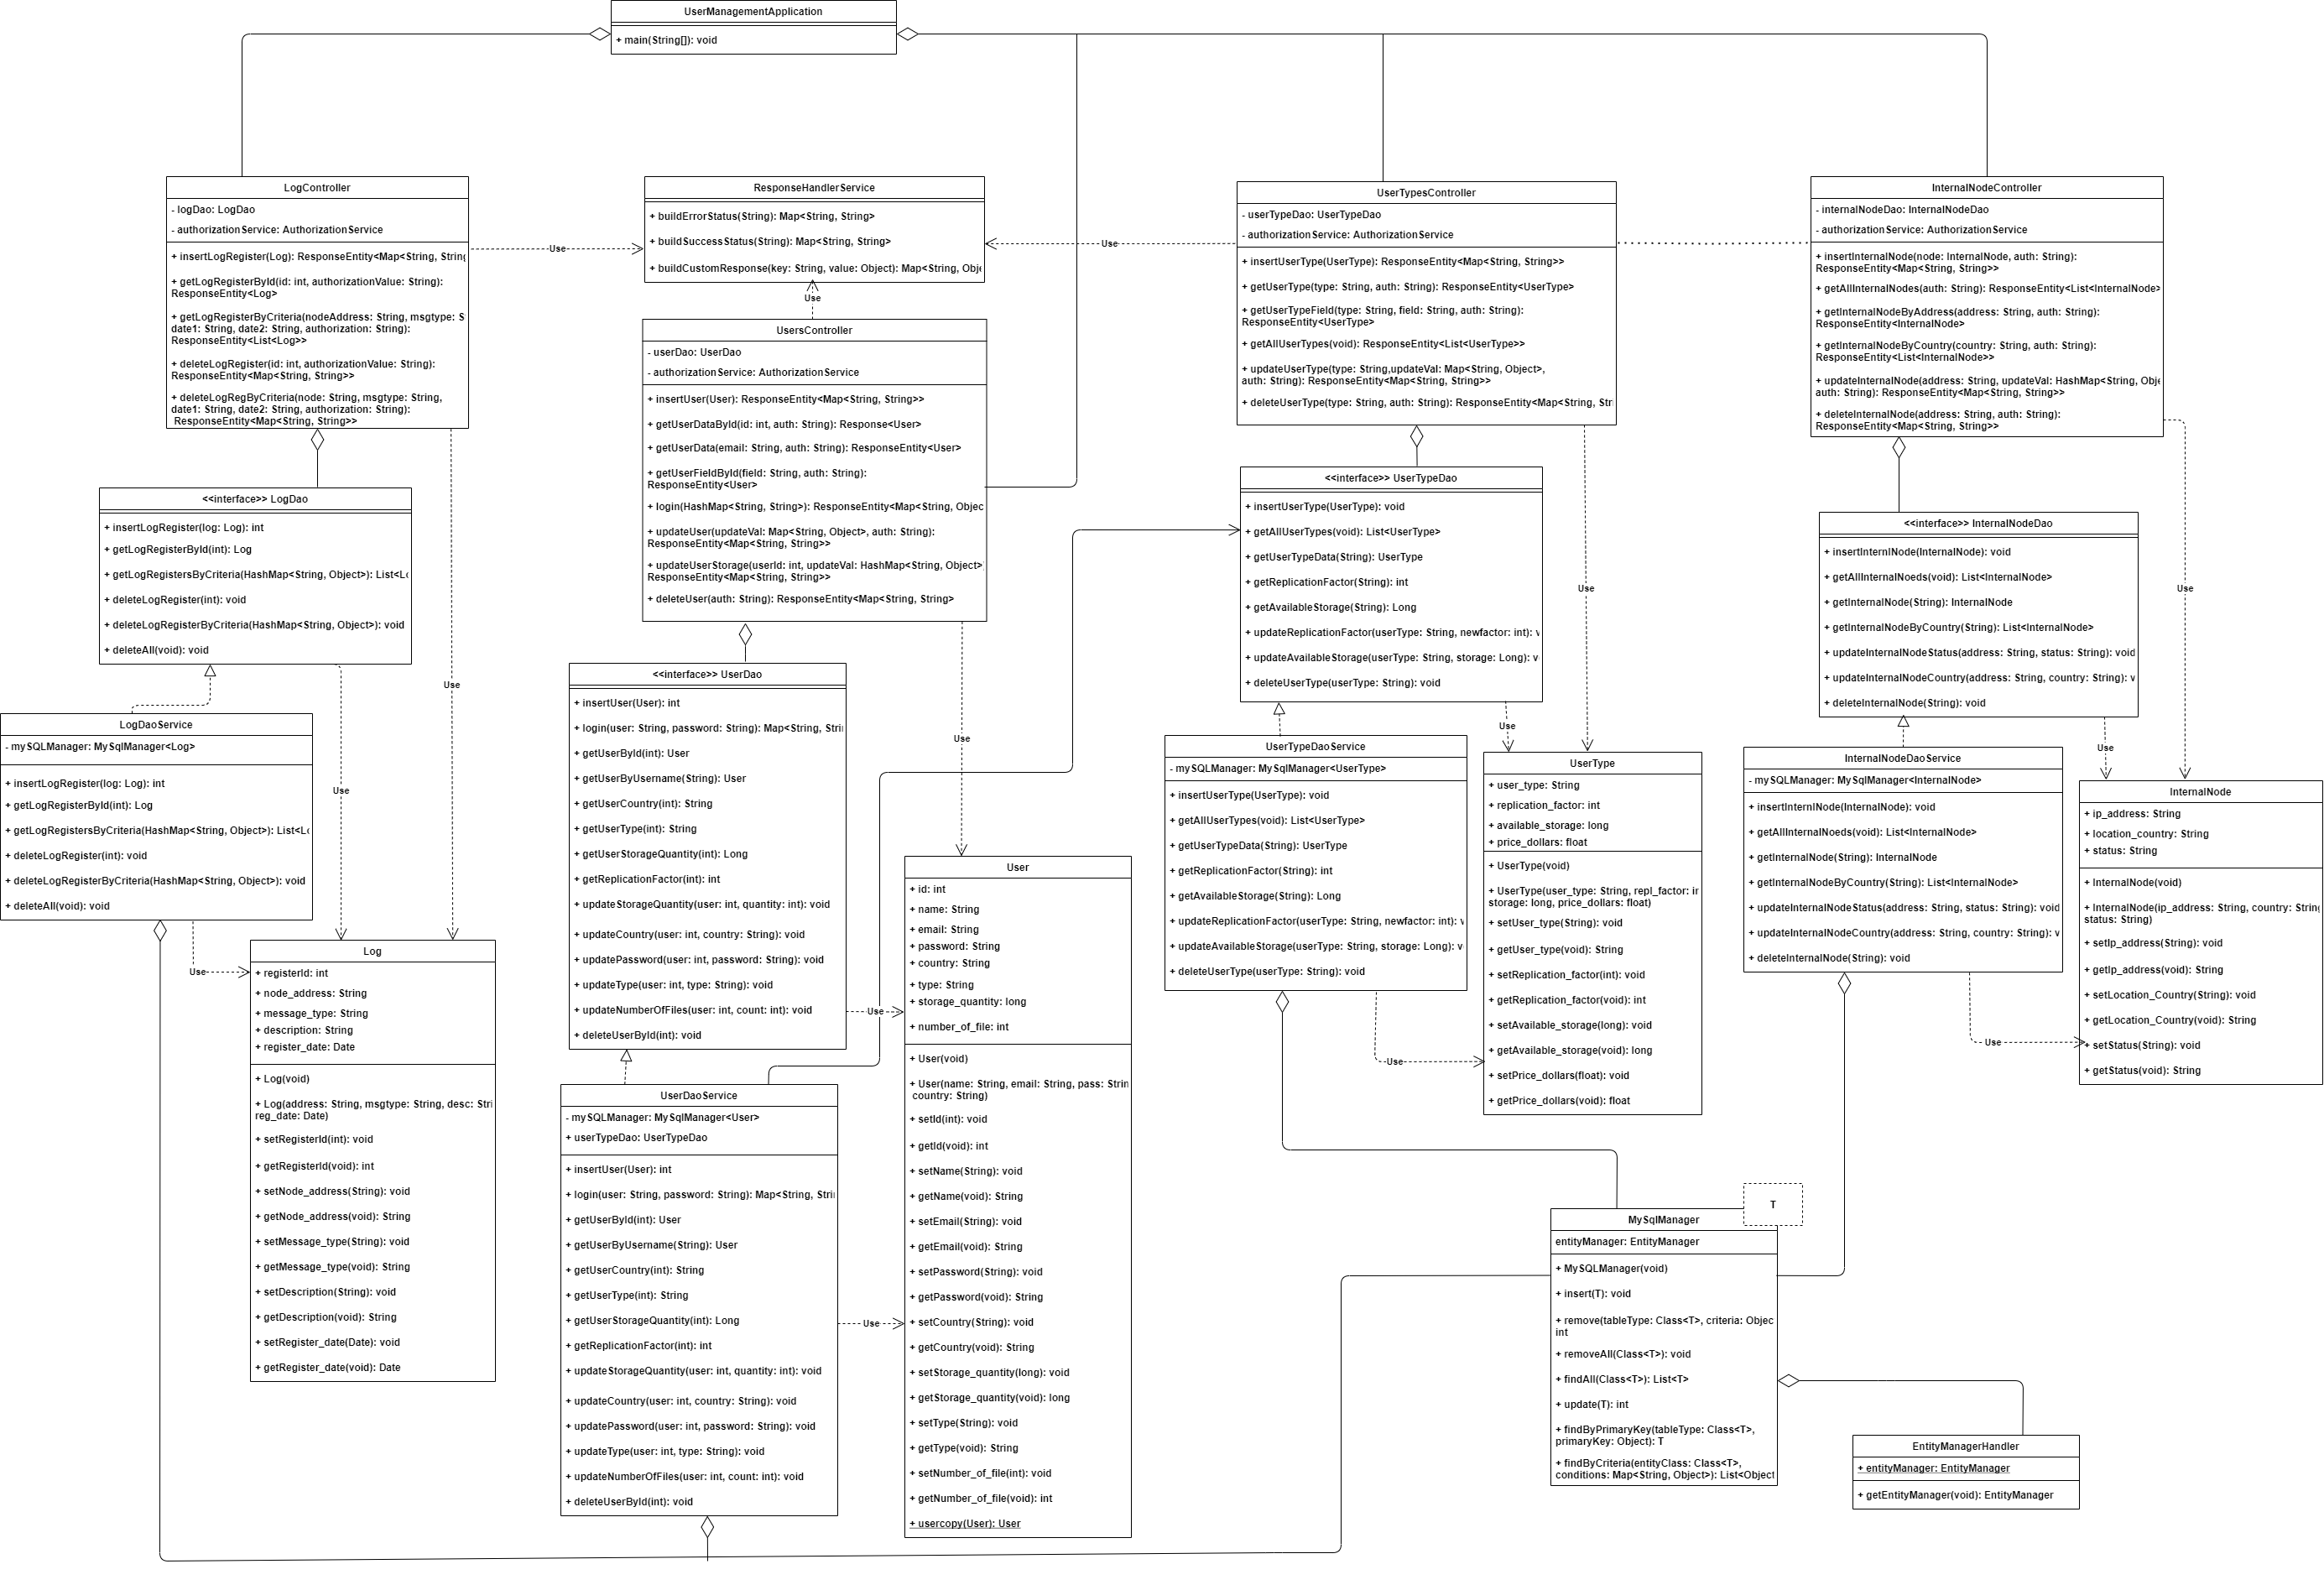 UserManagementApplication
+ main(String[]): void
LogController
- logDao: LogDao
- authorizationService: AuthorizationService
+ insertLogRegister(Log): ResponseEntity<Map<String, String
+ getLogRegisterById(id: int, authorizationValue: String):
ResponseEntity<Log>
+ getLogRegisterByCriteria(nodeAddress: String, msgtype: S
date1: String, date2: String, authorization: String):
ResponseEntity<List<Log>>
+ deleteLogRegister(id: int, authorizationValue: String):
ResponseEntity<Map<String, String>>
+ deleteLogRegByCriteria(node: String, msgtype: String,
date1: String, date2: String, authorization: String):
ResponseEntity<Map<String, String>>
Use
ResponseHandlerService
+ buildErrorStatus(String): Map<String, String>
+ buildSuccessStatus(String): Map<String, String>
+ buildCustomResponse(key: String, value: Object): Map<String, Obj
Use
Use
UsersController
- userDao: UserDao
- authorizationService: AuthorizationService
+ insertUser(User): ResponseEntity<Map<String, String>>
+ getUserDataById(id: int, auth: String): Response<User>
+ getUserData(email: String, auth: String): ResponseEntity<User>
+ getUserFieldById(field: String, auth: String):
ResponseEntity<User>
+ login(HashMap<String, String>): ResponseEntity<Map<String, Objec
+ updateUser(updateVal: Map<String, Object>, auth: String):
ResponseEntity<Map<String, String>>
+ updateUserStorage(userId: int, updateVal: HashMap<String, Object>
ResponseEntity<Map<String, String>>
+ deleteUser(auth: String): ResponseEntity<Map<String, String>
UserTypesController
- userTypeDao: UserTypeDao
- authorizationService: AuthorizationService
+ insertUserType(UserType): ResponseEntity<Map<String, String>>
+ getUserType(type: String, auth: String): ResponseEntity<UserType>
+ getUserTypeField(type: String, field: String, auth: String):
ResponseEntity<UserType>
+ getAllUserTypes(void): ResponseEntity<List<UserType>>
+ updateUserType(type: String,updateVal: Map<String, Object>,
auth: String): ResponseEntity<Map<String, String>>
+ deleteUserType(type: String, auth: String): ResponseEntity<Map<String, Str
InternalNodeController
- internalNodeDao: InternalNodeDao
- authorizationService: AuthorizationService
+ insertInternalNode(node: InternalNode, auth: String):
ResponseEntity<Map<String, String>>
+ getAllInternalNodes(auth: String): ResponseEntity<List<InternalNode>
+ getInternalNodeByAddress(address: String, auth: String):
ResponseEntity<InternalNode>
+ getInternalNodeByCountry(country: String, auth: String):
ResponseEntity<List<InternalNode>>
+ updateInternalNode(address: String, updateVal: HashMap<String, Obje
auth: String): ResponseEntity<Map<String, String>>
+ deleteInternalNode(address: String, auth: String):
ResponseEntity<Map<String, String>>
<<interface>> LogDao
+ insertLogRegister(log: Log): int
+ getLogRegisterById(int): Log
+ getLogRegistersByCriteria(HashMap<String, Object>): List<Lo
+ deleteLogRegister(int): void
+ deleteLogRegisterByCriteria(HashMap<String, Object>): void
+ deleteAll(void): void
Use
Use
LogDaoService
- mySQLManager: MySqlManager<Log>
+ insertLogRegister(log: Log): int
+ getLogRegisterById(int): Log
+ getLogRegistersByCriteria(HashMap<String, Object>): List<Lo
+ deleteLogRegister(int): void
+ deleteLogRegisterByCriteria(HashMap<String, Object>): void
+ deleteAll(void): void
Use
Log
+ registerId: int
+ node_address: String
+ message_type: String
+ description: String
+ register_date: Date
+ Log(void)
+ Log(address: String, msgtype: String, desc: Stri
reg_date: Date)
+ setRegisterId(int): void
+ getRegisterId(void): int
+ setNode_address(String): void
+ getNode_address(void): String
+ setMessage_type(String): void
+ getMessage_type(void): String
+ setDescription(String): void
+ getDescription(void): String
+ setRegister_date(Date): void
+ getRegister_date(void): Date
<<interface>> UserDao
+ insertUser(User): int
+ login(user: String, password: String): Map<String, Stri
+ getUserById(int): User
+ getUserByUsername(String): User
+ getUserCountry(int): String
+ getUserType(int): String
+ getUserStorageQuantity(int): Long
+ getReplicationFactor(int): int
+ updateStorageQuantity(user: int, quantity: int): void
+ updateCountry(user: int, country: String): void
+ updatePassword(user: int, password: String): void
+ updateType(user: int, type: String): void
+ updateNumberOfFiles(user: int, count: int): void
+ deleteUserById(int): void
Use
Use
UserDaoService
- mySQLManager: MySqlManager<User>
+ userTypeDao: UserTypeDao
+ insertUser(User): int
+ login(user: String, password: String): Map<String, Stri
+ getUserById(int): User
+ getUserByUsername(String): User
+ getUserCountry(int): String
+ getUserType(int): String
+ getUserStorageQuantity(int): Long
+ getReplicationFactor(int): int
+ updateStorageQuantity(user: int, quantity: int): void
+ updateCountry(user: int, country: String): void
+ updatePassword(user: int, password: String): void
+ updateType(user: int, type: String): void
+ updateNumberOfFiles(user: int, count: int): void
+ deleteUserById(int): void
Use
User
+ id: int
+ name: String
+ email: String
+ password: String
+ country: String
+ type: String
+ storage_quantity: long
+ number_of_file: int
+ User(void)
+ User(name: String, email: String, pass: Strin
country: String)
+ setId(int): void
+ getId(void): int
+ setName(String): void
+ getName(void): String
+ setEmail(String): void
+ getEmail(void): String
+ setPassword(String): void
+ getPassword(void): String
+ setCountry(String): void
+ getCountry(void): String
+ setStorage_quantity(long): void
+ getStorage_quantity(void): long
+ setType(String): void
+ getType(void): String
+ setNumber_of_file(int): void
+ getNumber_of_file(void): int
+ usercopy(User): User
<<interface>> UserTypeDao
+ insertUserType(UserType): void
+ getAllUserTypes(void): List<UserType>
+ getUserTypeData(String): UserType
+ getReplicationFactor(String): int
+ getAvailableStorage(String): Long
+ updateReplicationFactor(userType: String, newfactor: int): v
+ updateAvailableStorage(userType: String, storage: Long): v
+ deleteUserType(userType: String): void
Use
Use
UserTypeDaoService
- mySQLManager: MySqlManager<UserType>
+ insertUserType(UserType): void
+ getAllUserTypes(void): List<UserType>
+ getUserTypeData(String): UserType
+ getReplicationFactor(String): int
+ getAvailableStorage(String): Long
+ updateReplicationFactor(userType: String, newfactor: int): v
+ updateAvailableStorage(userType: String, storage: Long): v
+ deleteUserType(userType: String): void
Use
UserType
+ user_type: String
+ replication_factor: int
+ available_storage: long
+ price_dollars: float
+ UserType(void)
+ UserType(user_type: String, repl_factor: in
storage: long, price_dollars: float)
+ setUser_type(String): void
+ getUser_type(void): String
+ setReplication_factor(int): void
+ getReplication_factor(void): int
+ setAvailable_storage(long): void
+ getAvailable_storage(void): long
+ setPrice_dollars(float): void
+ getPrice_dollars(void): float
<<interface>> InternalNodeDao
+ insertInternlNode(InternalNode): void
+ getAllInternalNoeds(void): List<InternalNode>
+ getInternalNode(String): InternalNode
+ getInternalNodeByCountry(String): List<InternalNode>
+ updateInternalNodeStatus(address: String, status: String): void
+ updateInternalNodeCountry(address: String, country: String): v
+ deleteInternalNode(String): void
Use
Use
InternalNodeDaoService
- mySQLManager: MySqlManager<InternalNode>
+ insertInternlNode(InternalNode): void
+ getAllInternalNoeds(void): List<InternalNode>
+ getInternalNode(String): InternalNode
+ getInternalNodeByCountry(String): List<InternalNode>
+ updateInternalNodeStatus(address: String, status: String): void
+ updateInternalNodeCountry(address: String, country: String): v
+ deleteInternalNode(String): void
Use
InternalNode
+ ip_address: String
+ location_country: String
+ status: String
+ InternalNode(void)
+ InternalNode(ip_address: String, country: String
status: String)
+ setIp_address(String): void
+ getIp_address(void): String
+ setLocation_Country(String): void
+ getLocation_Country(void): String
+ setStatus(String): void
+ getStatus(void): String
T
MySqlManager
entityManager: EntityManager
+ MySQLManager(void)
+ insert(T): void
+ remove(tableType: Class<T>, criteria: Objec
int
+ removeAll(Class<T>): void
+ findAll(Class<T>): List<T>
+ update(T): int
+ findByPrimaryKey(tableType: Class<T>,
primaryKey: Object): T
+ findByCriteria(entityClass: Class<T>,
conditions: Map<String, Object>): List<Object
EntityManagerHandler
+ entityManager: EntityManager
+ getEntityManager(void): EntityManager